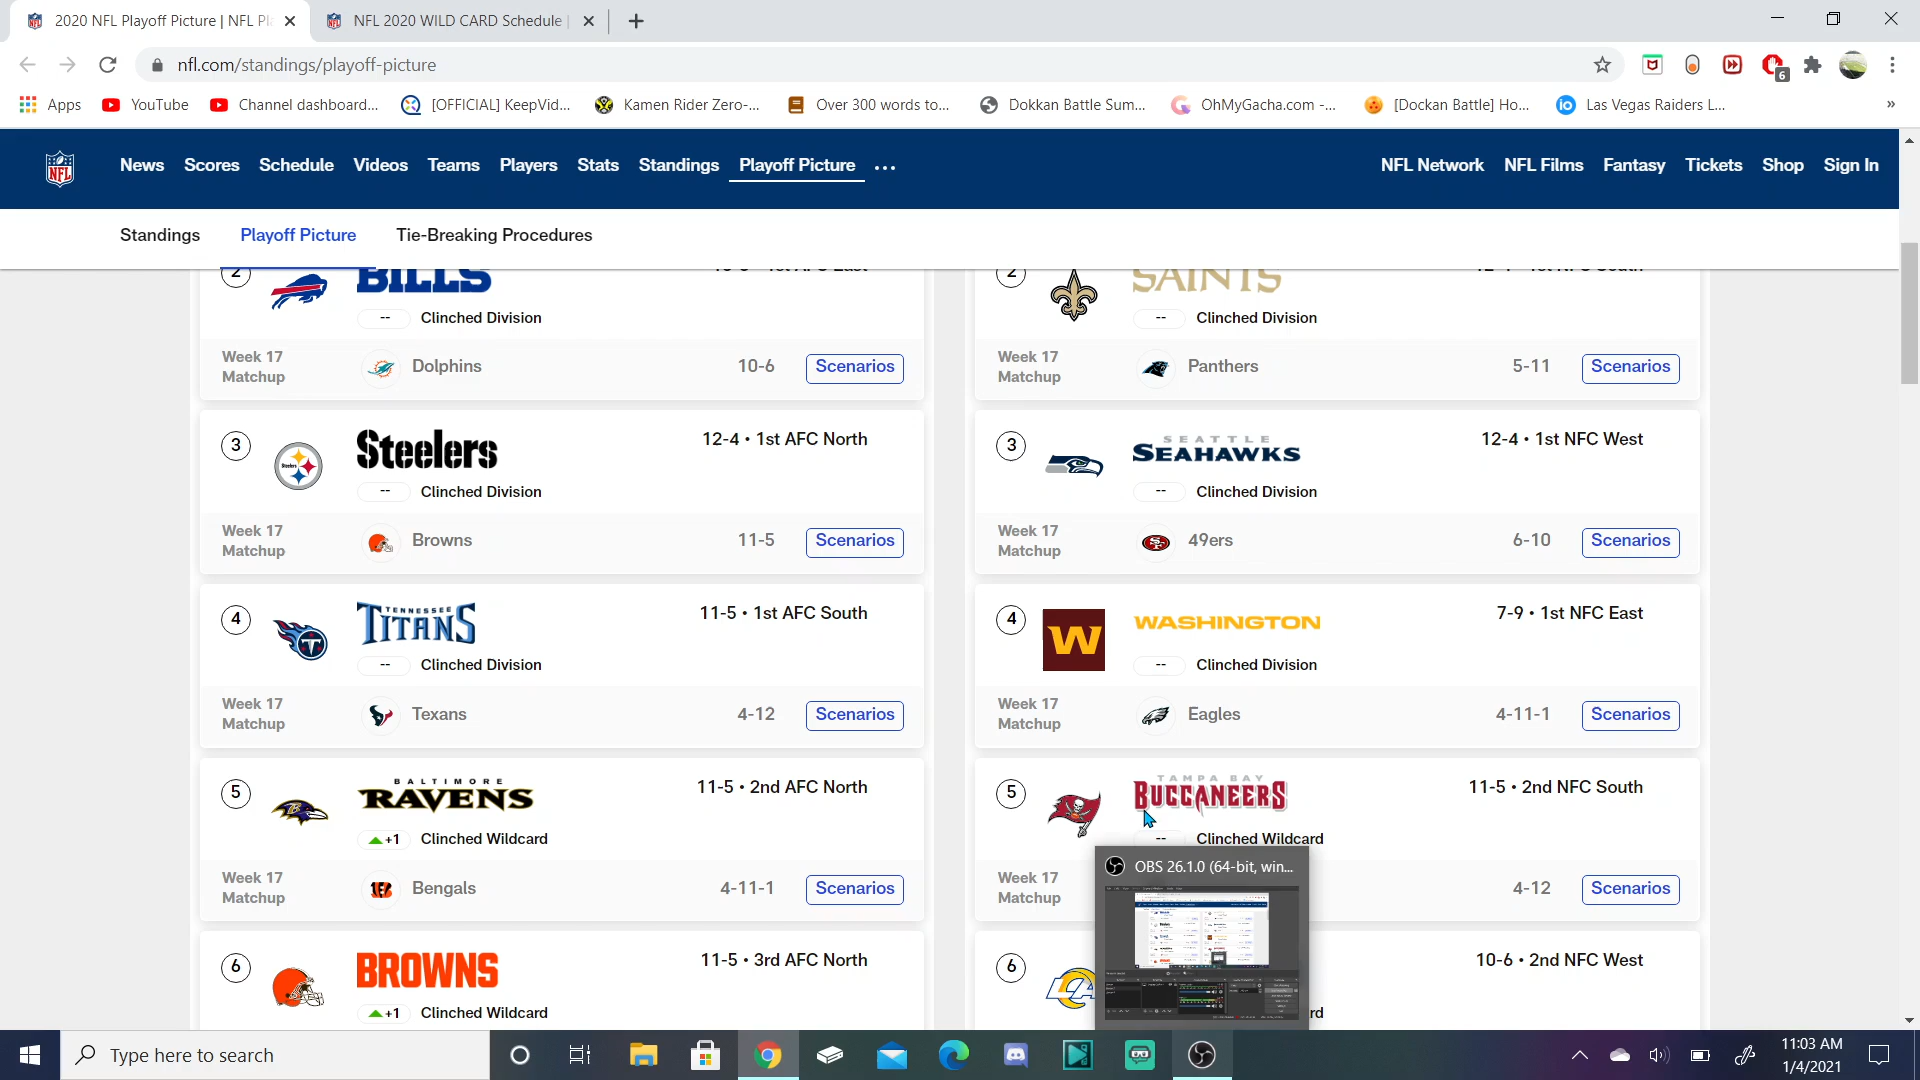 2020 NFL Playoff Picture | NFL Pl
NFL 2020 WILD CARD Schedule |
nfl.com/standings/playoff-picture
6
Apps
YouTube
Channel dashboard...
[OFFICIAL] KeepVid...
Kamen Rider Zero-...
Over 300 words to...
Dokkan Battle Sum...
OhMyGacha.com -...
[Dockan Battle] Ho...
Las Vegas Raiders L...
»
NFL
News
Scores
Schedule
Videos
Teams
Players
Stats
Standings
Playoff Picture
...
NFL Network
NFL Films
Fantasy
Tickets
Shop
Sign In
Standings
Playoff Picture
Tie-Breaking Procedures
2
BILLS
-- Clinched Division
Week 17
Matchup
Dolphins
10-6
Scenarios
3
Steelers
12-4 • 1st AFC North
-- Clinched Division
Week 17
Matchup
Browns
11-5
Scenarios
4
TENNESSEE
TITANS
11-5 • 1st AFC South
-- Clinched Division
Week 17
Matchup
Texans
4-12
Scenarios
5
BALTIMORE
RAVENS
11-5 • 2nd AFC North
+1 Clinched Wildcard
Week 17
Matchup
Bengals
4-11-1
Scenarios
6
BROWNS
11-5 • 3rd AFC North
+1 Clinched Wildcard
2
SAINTS
-- Clinched Division
Week 17
Matchup
Panthers
5-11
Scenarios
3
SEATTLE
SEAHAWKS
12-4 • 1st NFC West
-- Clinched Division
Week 17
Matchup
49ers
6-10
Scenarios
4
W
WASHINGTON
7-9 • 1st NFC East
-- Clinched Division
Week 17
Matchup
Eagles
4-11-1
Scenarios
5
TAMPA BAY
BUCCANEERS
11-5 • 2nd NFC South
-- Clinched Wildcard
Week 17
Matchup
4-12
Scenarios
6
10-6 • 2nd NFC West
rd
OBS 26.1.0 (64-bit, win...
Type here to search
11:03 AM
1/4/2021